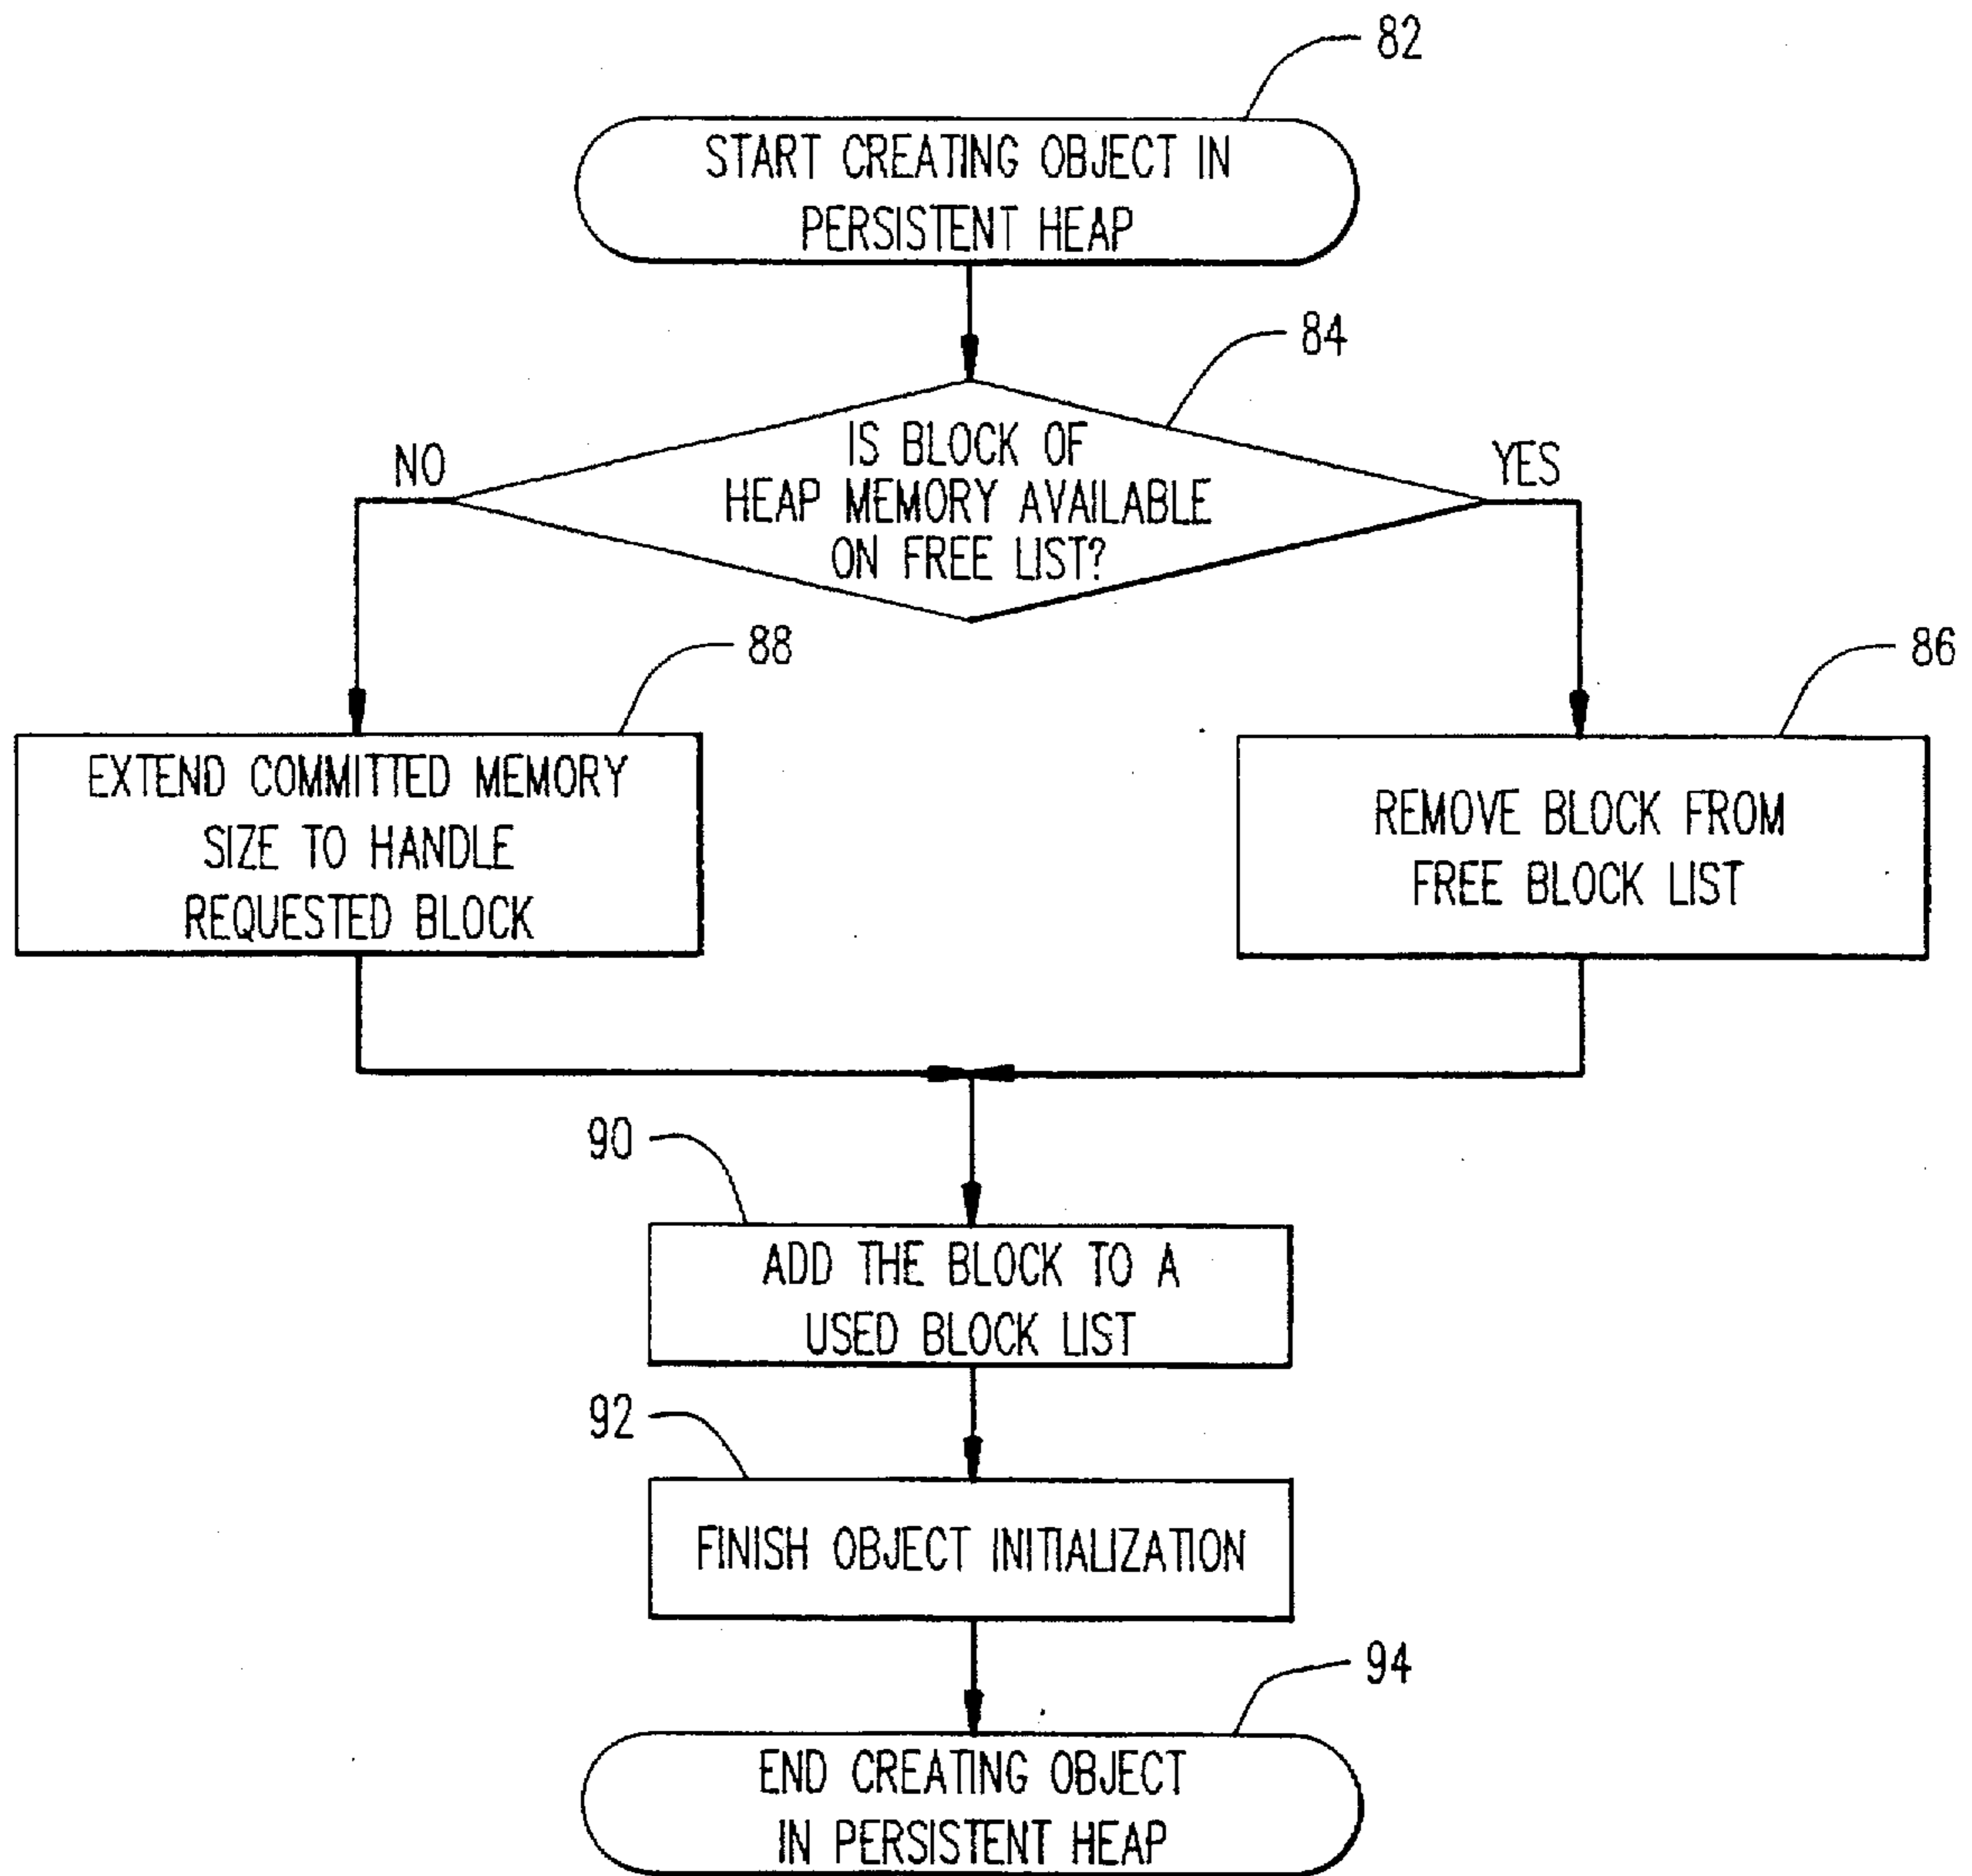 82
START CREATING OBJECT IN
PERSISTENT HEAP
84
IS BLOCK OF
HEAP MEMORY AVAILABLE
ON FREE LIST?
NO
YES
88
EXTEND COMMITTED MEMORY
SIZE TO HANDLE
REQUESTED BLOCK
86
REMOVE BLOCK FROM
FREE BLOCK LIST
90
ADD THE BLOCK TO A
USED BLOCK LIST
92
FINISH OBJECT INITIALIZATION
94
END CREATING OBJECT
IN PERSISTENT HEAP